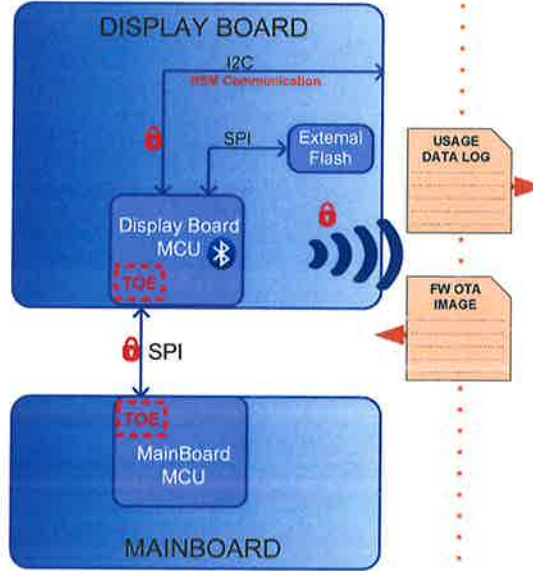 DISPLAY BOARD
I2C
HSM Communication
SPI
External
Flash
USAGE
DATA LOG
Display Board
MCU
TOE
FW OTA
IMAGE
SPI
TOE
MainBoard
MCU
MAINBOARD